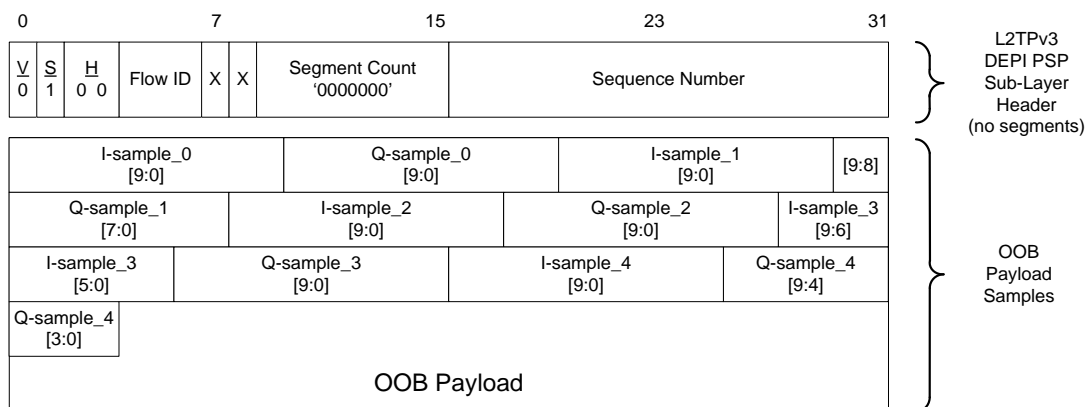 0 7 15 23 31
V S H
0 1 0 0
Flow ID X X
Segment Count
'0000000'
Sequence Number
L2TPv3
DEPI PSP
Sub-Layer
Header
(no segments)
I-sample_0 Q-sample_0 I-sample_1
[9:0] [9:0] [9:0] [9:8]
Q-sample_1 I-sample_2 Q-sample_2 I-sample_3
[7:0] [9:0] [9:0] [9:6]
I-sample_3 Q-sample_3 I-sample_4 Q-sample_4
[5:0] [9:0] [9:0] [9:4]
Q-sample_4
[3:0]
OOB Payload
OOB
Payload
Samples